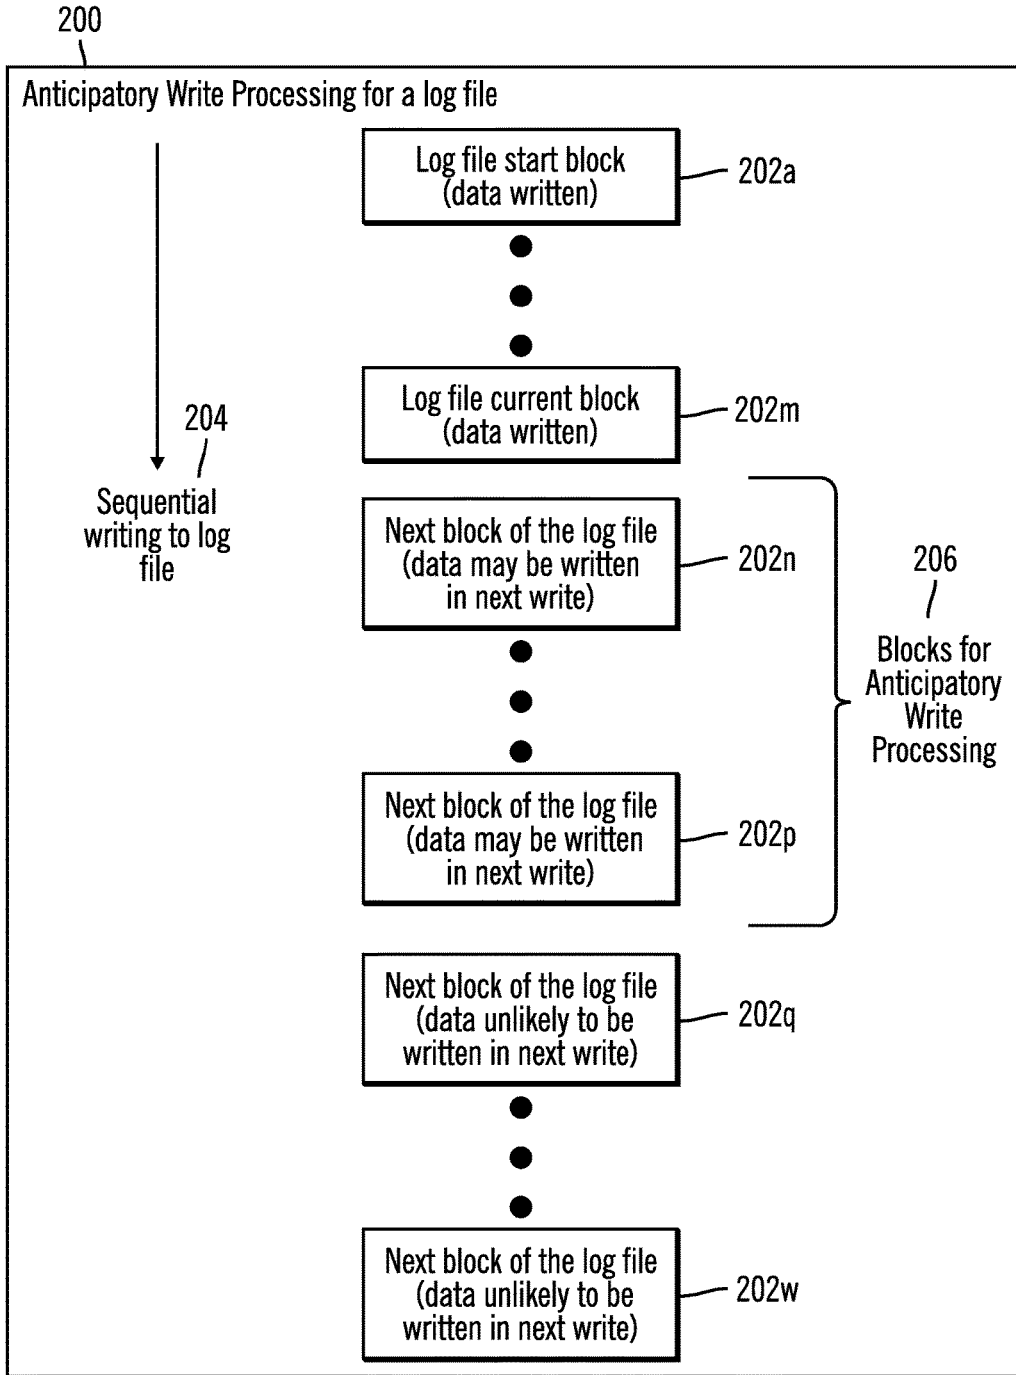 200
Anticipatory Write Processing for a log file
Log file start block
(data written)
202a
Log file current block
(data written)
202m
204
Sequential
writing to log
file
Next block of the log file
(data may be written
in next write)
202n
206
Blocks for
Anticipatory
Write
Processing
Next block of the log file
(data may be written
in next write)
202p
Next block of the log file
(data unlikely to be
written in next write)
202q
Next block of the log file
(data unlikely to be
written in next write)
202w